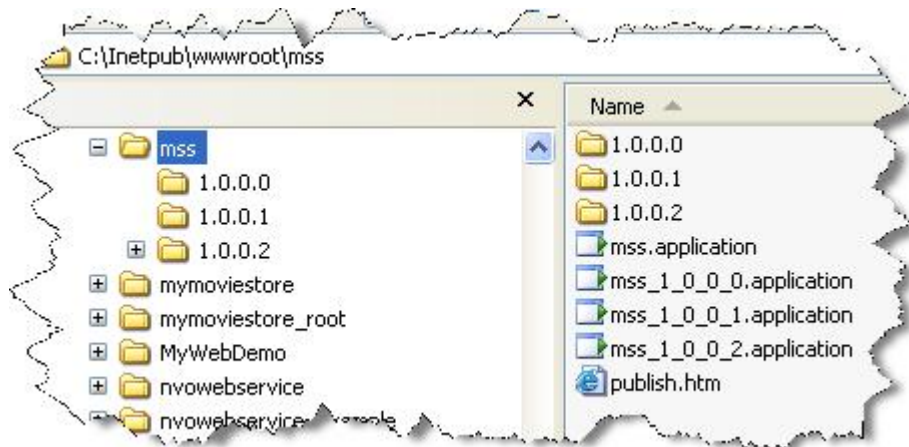 C:\Inetpub\wwwroot\mss
mss
1.0.0.0
1.0.0.1
1.0.0.2
mymoviestore
mymoviestore_root
MyWebDemo
nvowebservice
Name
1.0.0.0
1.0.0.1
1.0.0.2
mss.application
mss_1_0_0_0.application
mss_1_0_0_1.application
mss_1_0_0_2.application
publish.htm